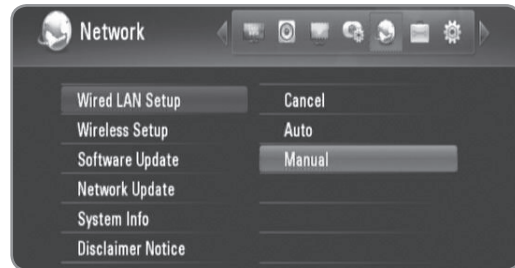 Network
Wired LAN Setup
Cancel
Wireless Setup
Auto
Software Update
Manual
Network Update
System Info
Disclaimer Notice